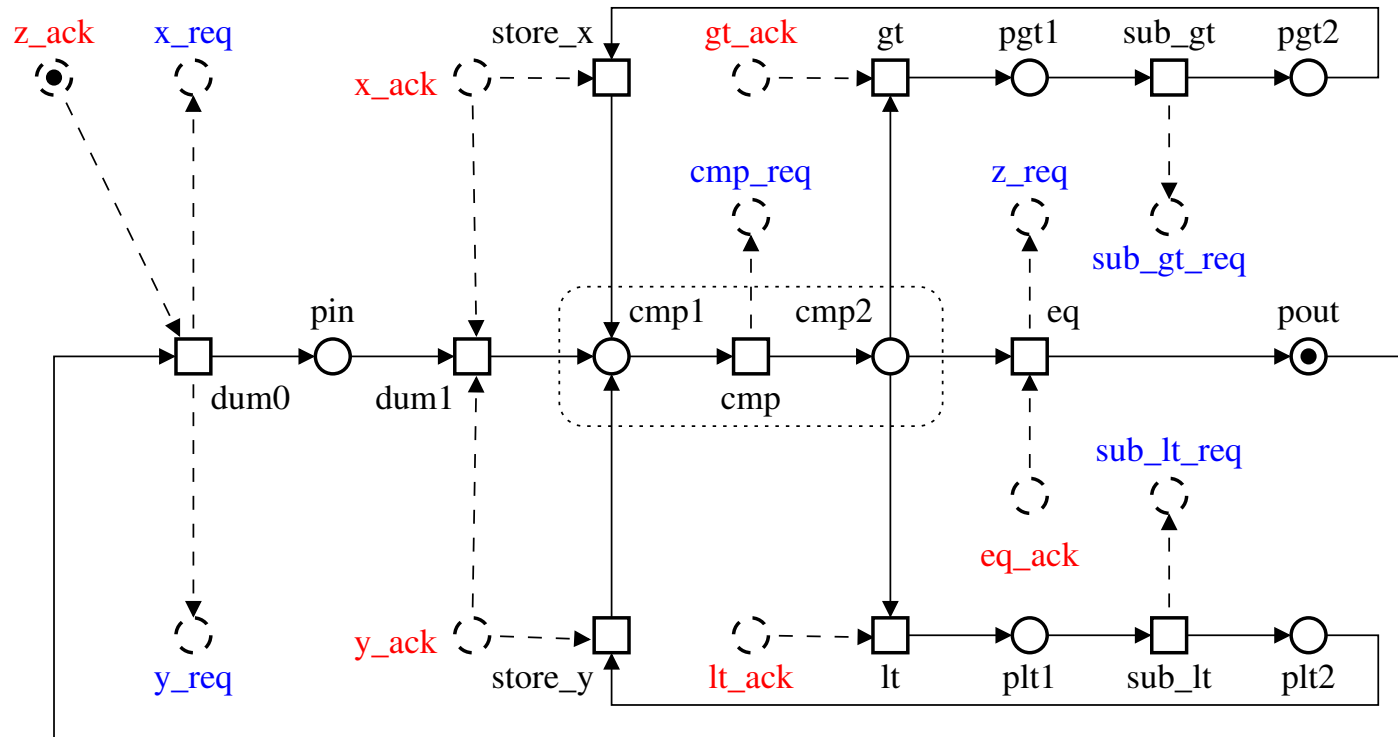 z_ack
x_req
store_x
gt_ack
gt
pgt1
sub_gt
pgt2
x_ack
cmp_req
z_req
sub_gt_req
pin
cmp1
cmp2
eq
pout
dum0
dum1
cmp
sub_lt_req
eq_ack
y_ack
y_req
store_y
lt_ack
lt
plt1
sub_lt
plt2